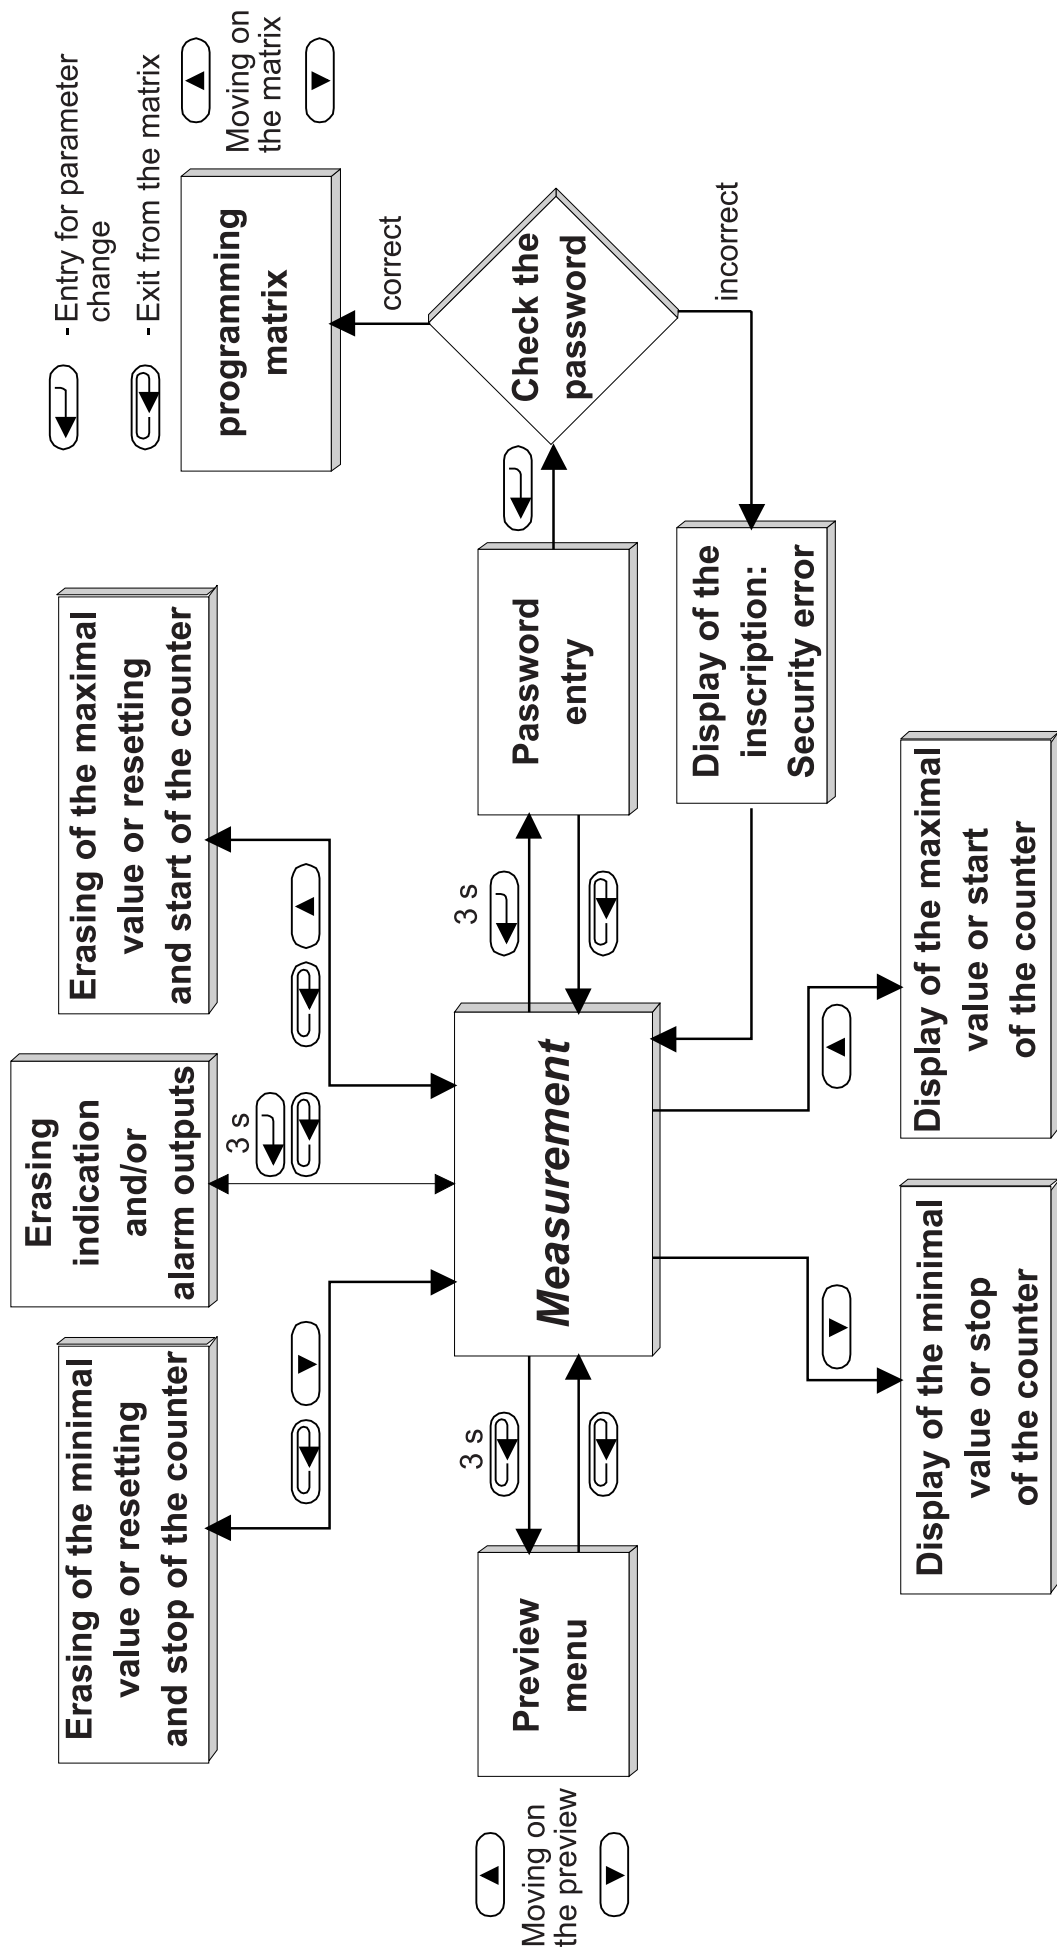 Erasing of the minimal
value or resetting
and stop of the counter
Erasing
indication
and/or
alarm outputs
Erasing of the maximal
value or resetting
and start of the counter
- Entry for parameter
change
- Exit from the matrix
Moving on
the matrix
programming
matrix
3 s
correct
Moving on
the preview
Preview
menu
3 s
Measurement
3 s
Password
entry
Check the
password
incorrect
Display of the
inscription:
Security error
Display of the minimal
value or stop
of the counter
Display of the maximal
value or start
of the counter